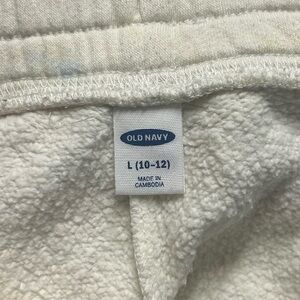 OLD NAVY
L (10-12)
MADE IN
CAMBODIA